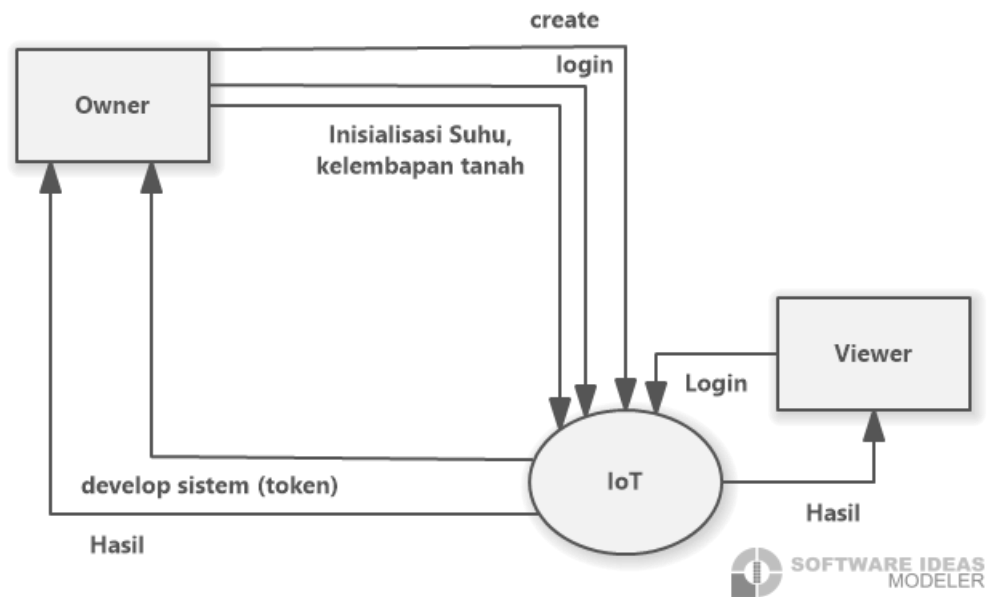 create
login
Owner
Inisialisasi Suhu,
kelembapan tanah
Viewer
Login
IoT
develop sistem (token)
Hasil
Hasil
SOFTWARE IDEAS
MODELER